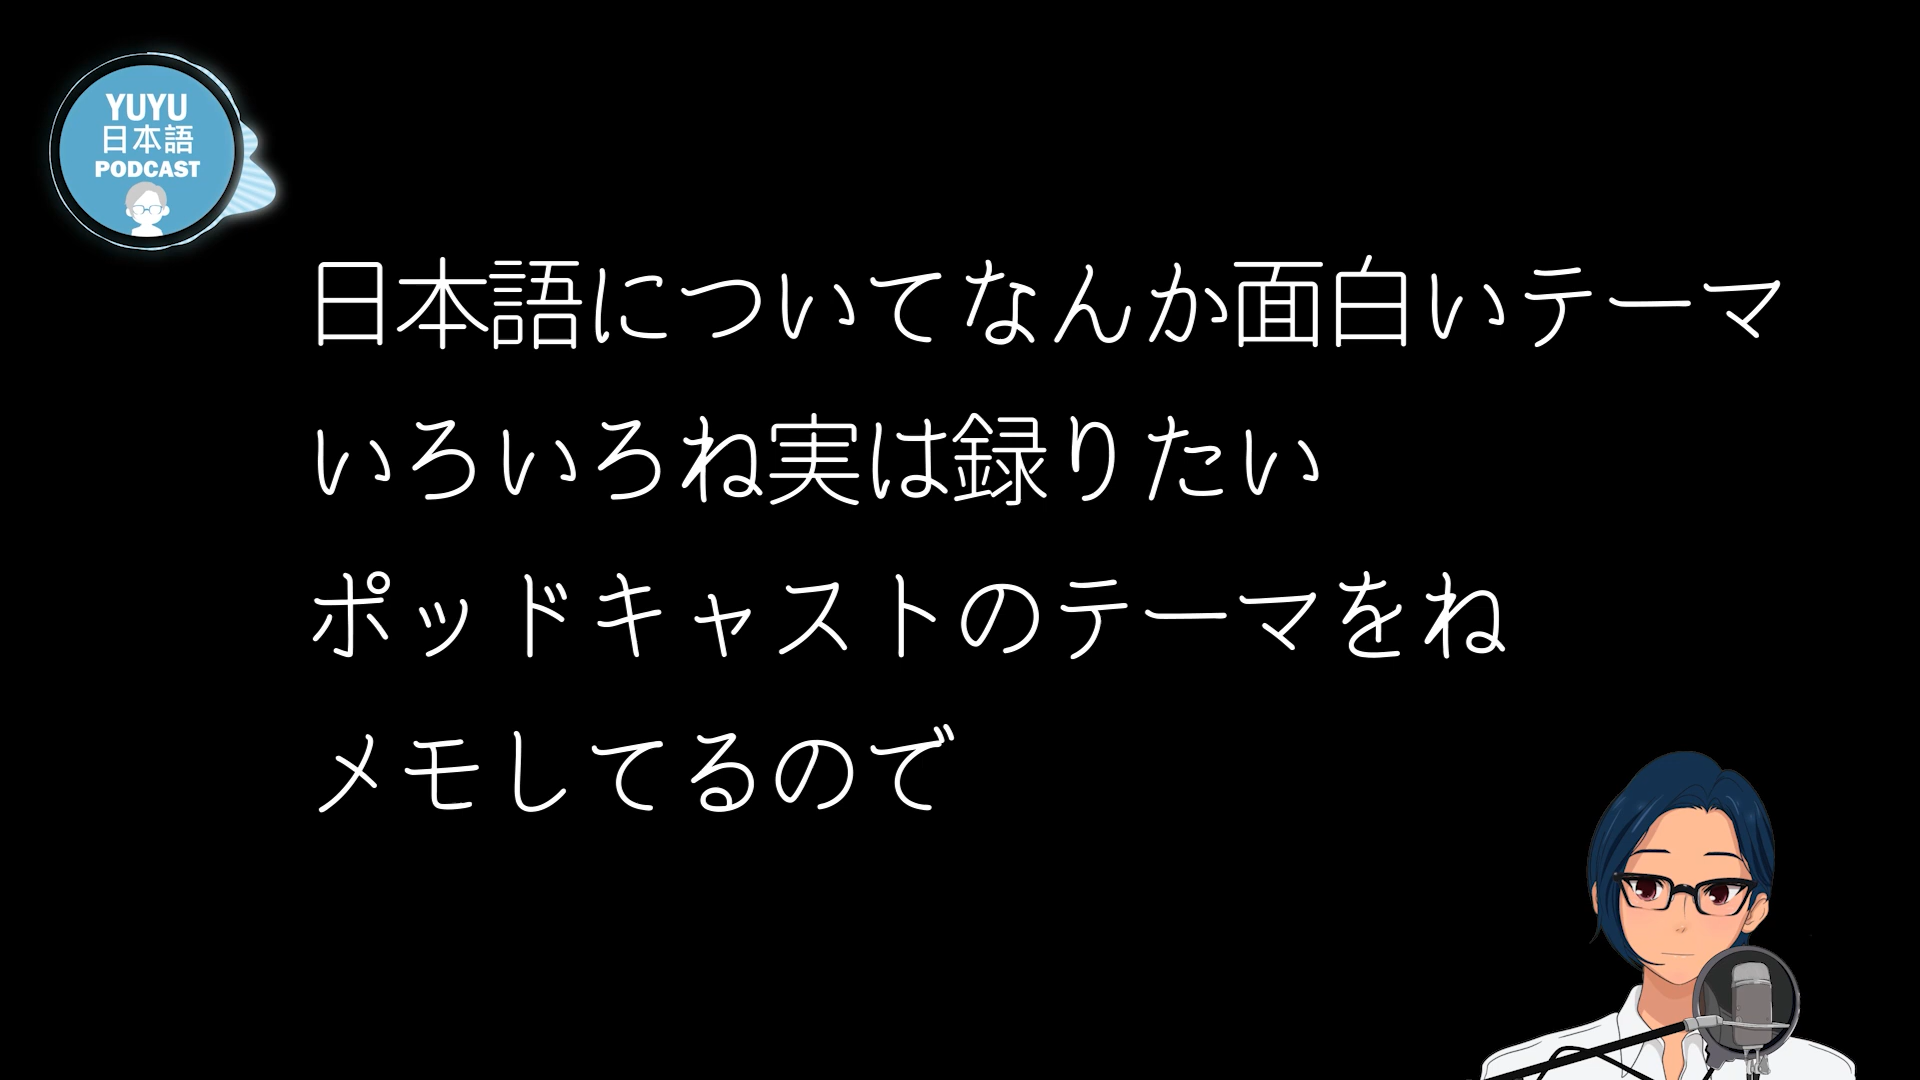 YUYU
日本語
PODCAST
日本語についてなんか面白いテーマ
いろいろね実は録りたい
ポッドキャストのテーマをね
メモしてるので